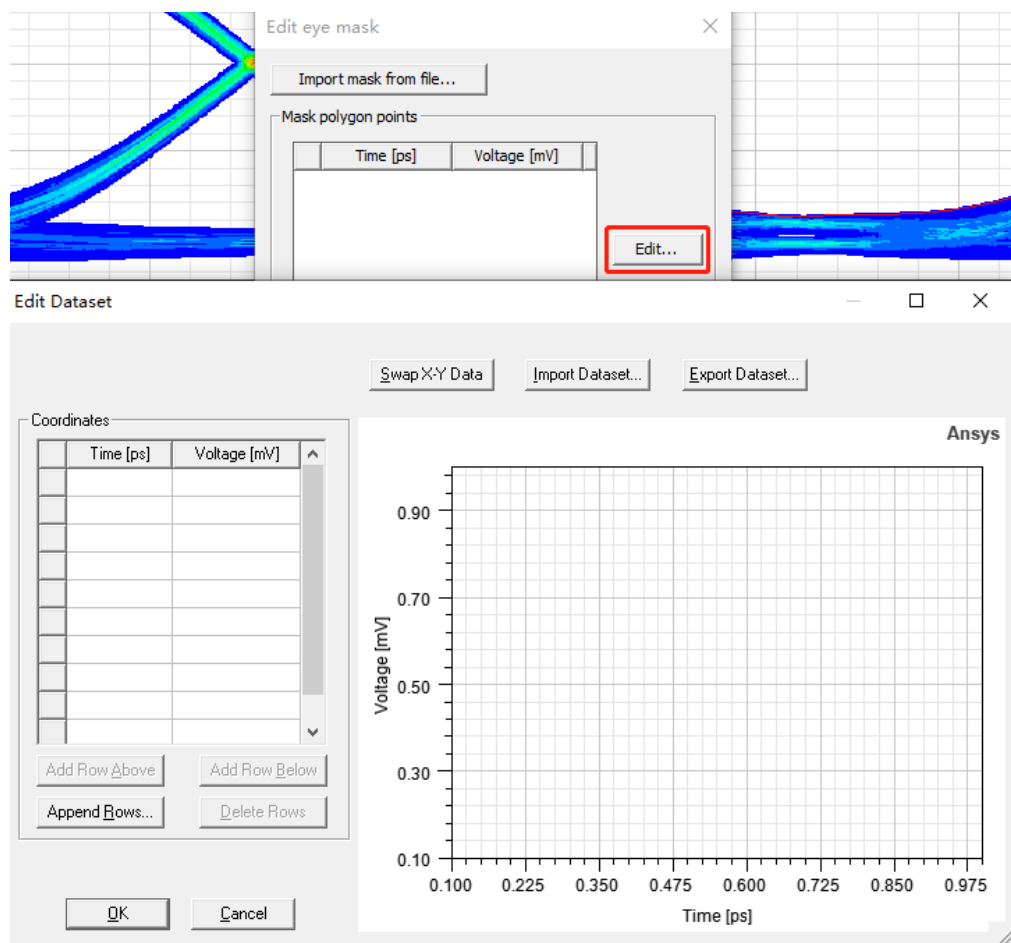 Edit eye mask
Import mask from file...
Mask polygon points
Time [ps] Voltage [mV]
Edit...
Edit Dataset
Swap X-Y Data Import Dataset... Export Dataset...
Coordinates
Time [ps] Voltage [mV]
Add Row Above Add Row Below
Append Rows... Delete Rows
OK Cancel
Ansys
0.90
0.70
0.50
0.30
0.10
Voltage [mV]
0.100 0.225 0.350 0.475 0.600 0.725 0.850 0.975
Time [ps]